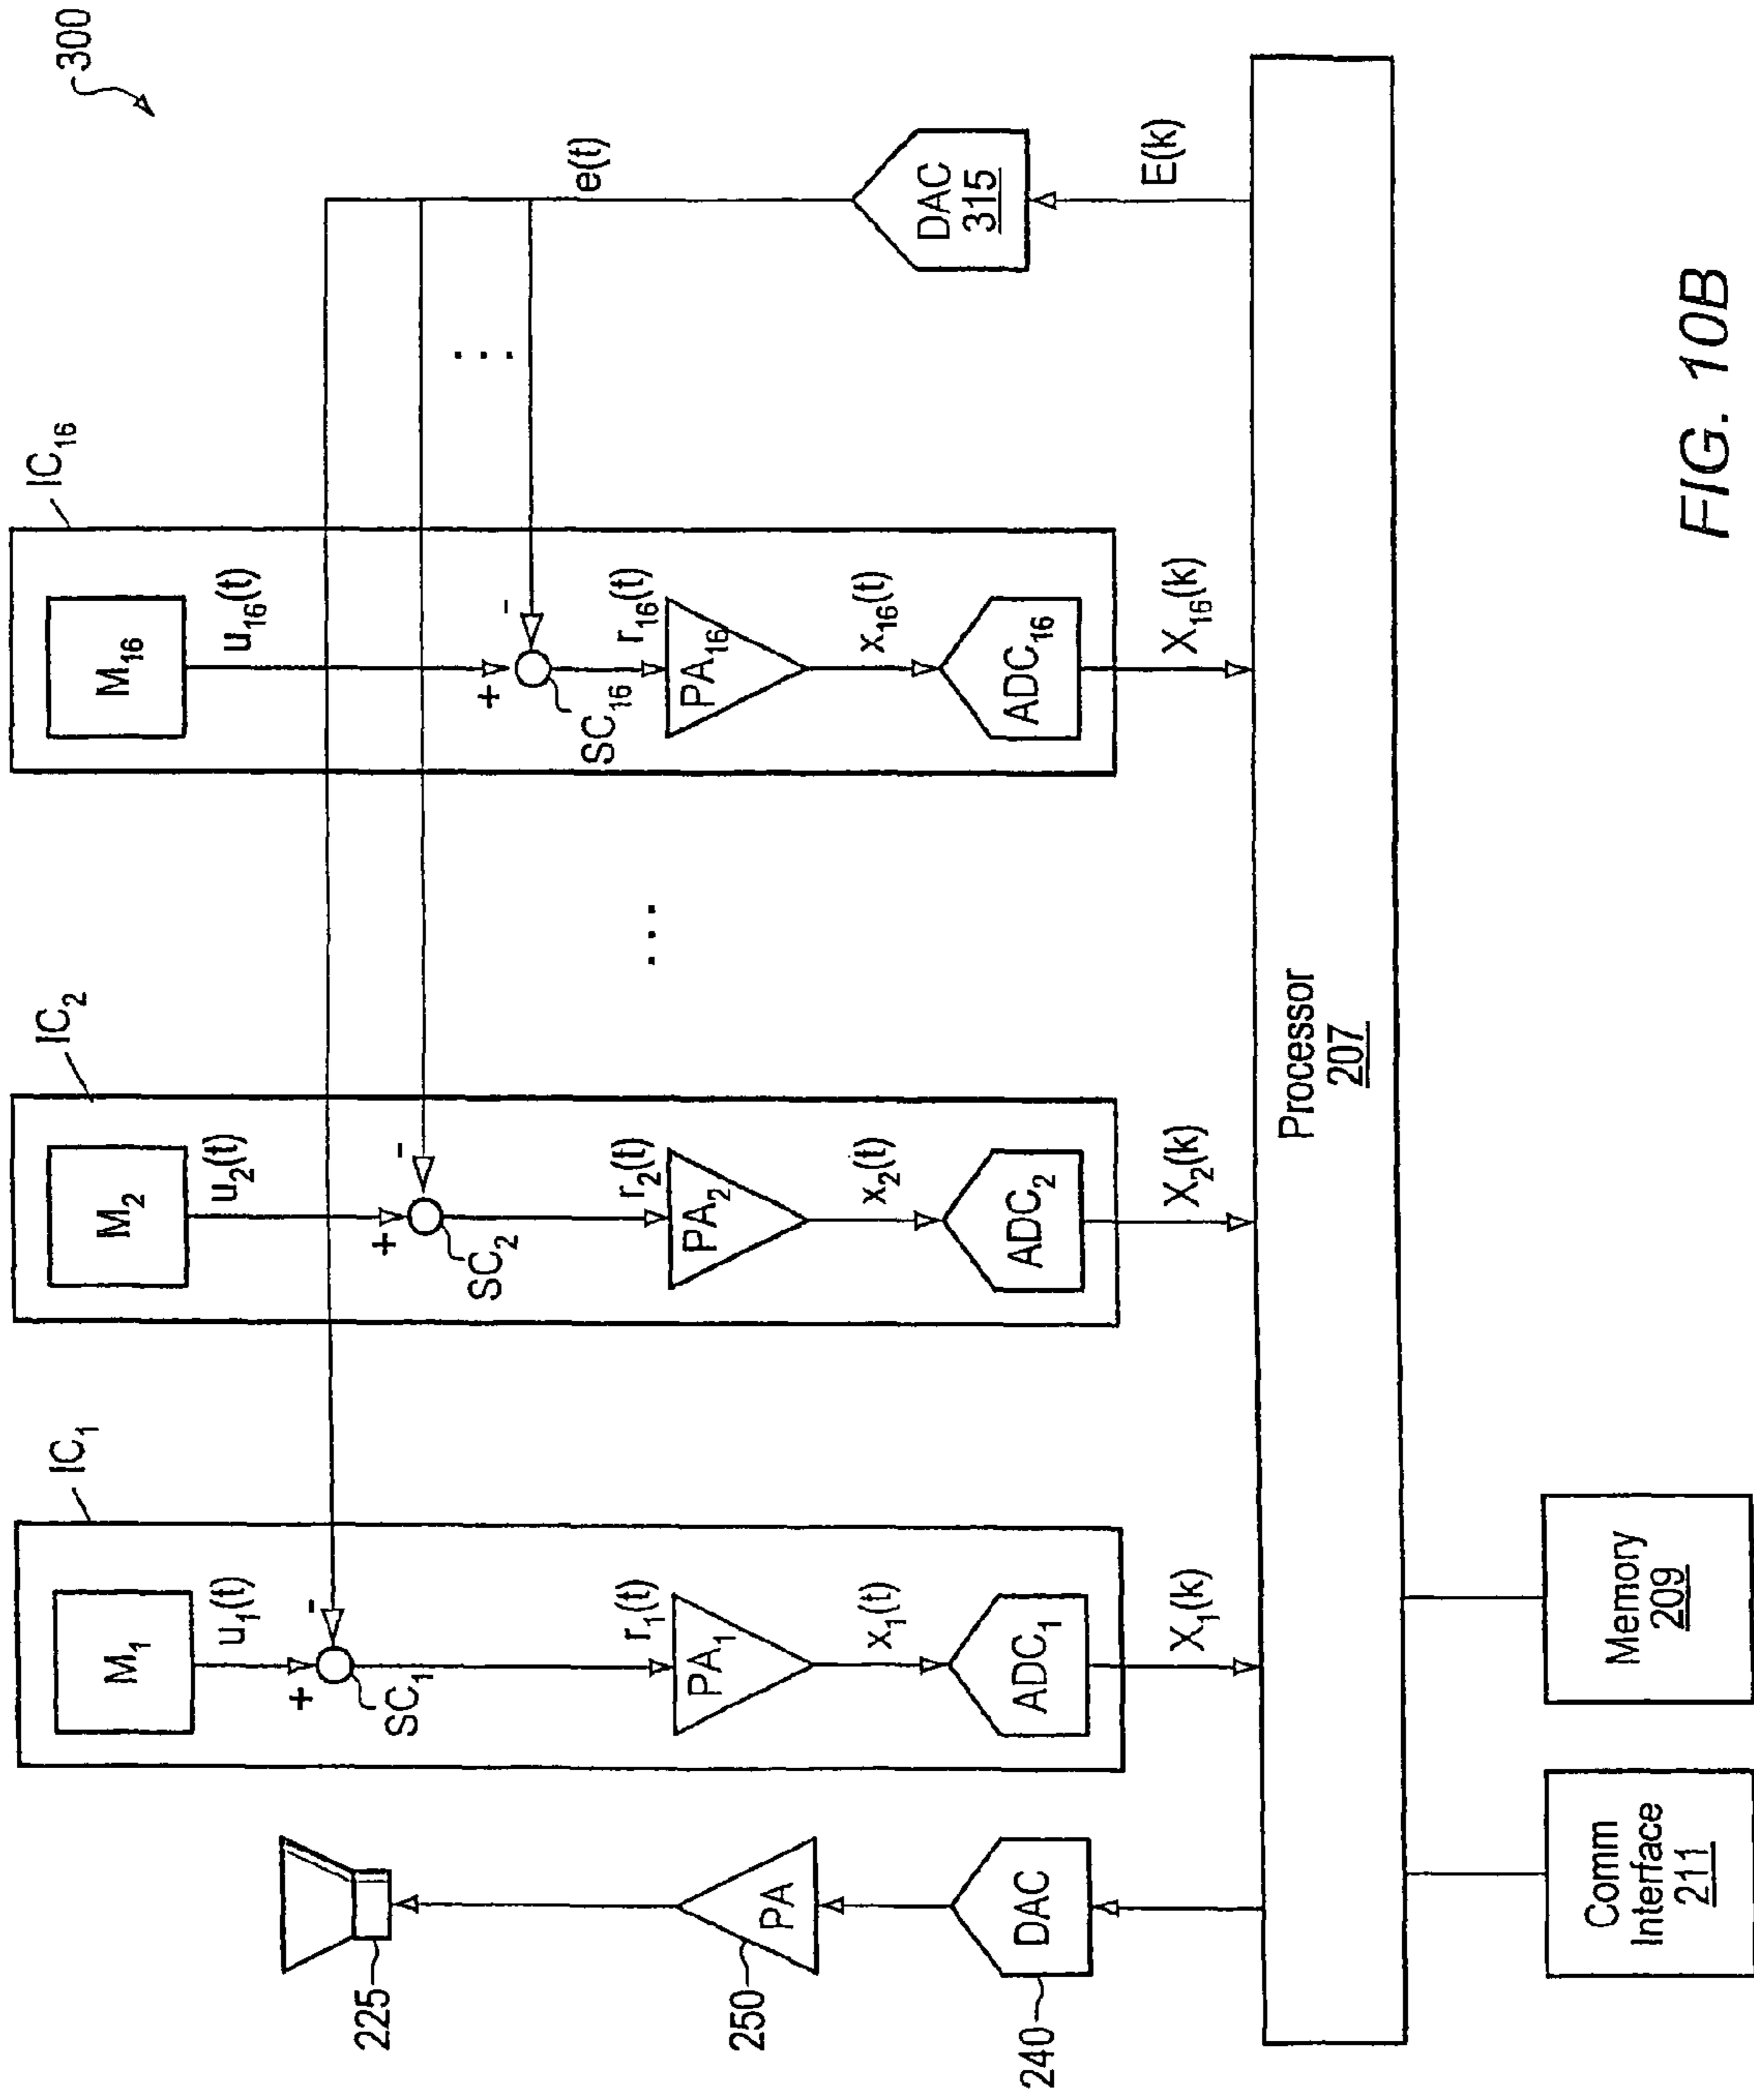 300
IC1
IC2
IC16
M1
M2
M16
u1(t)
u2(t)
u16(t)
+
-
+
-
+
-
e(t)
SC1
SC2
SC16
225
r1(t)
r2(t)
r16(t)
PA
250
PA1
PA2
PA16
...
...
x1(t)
x2(t)
x16(t)
DAC
240
ADC1
ADC2
ADC16
DAC
315
X1(k)
X2(k)
X16(k)
E(k)
Processor
207
Comm
Interface
211
Memory
209
FIG. 10B